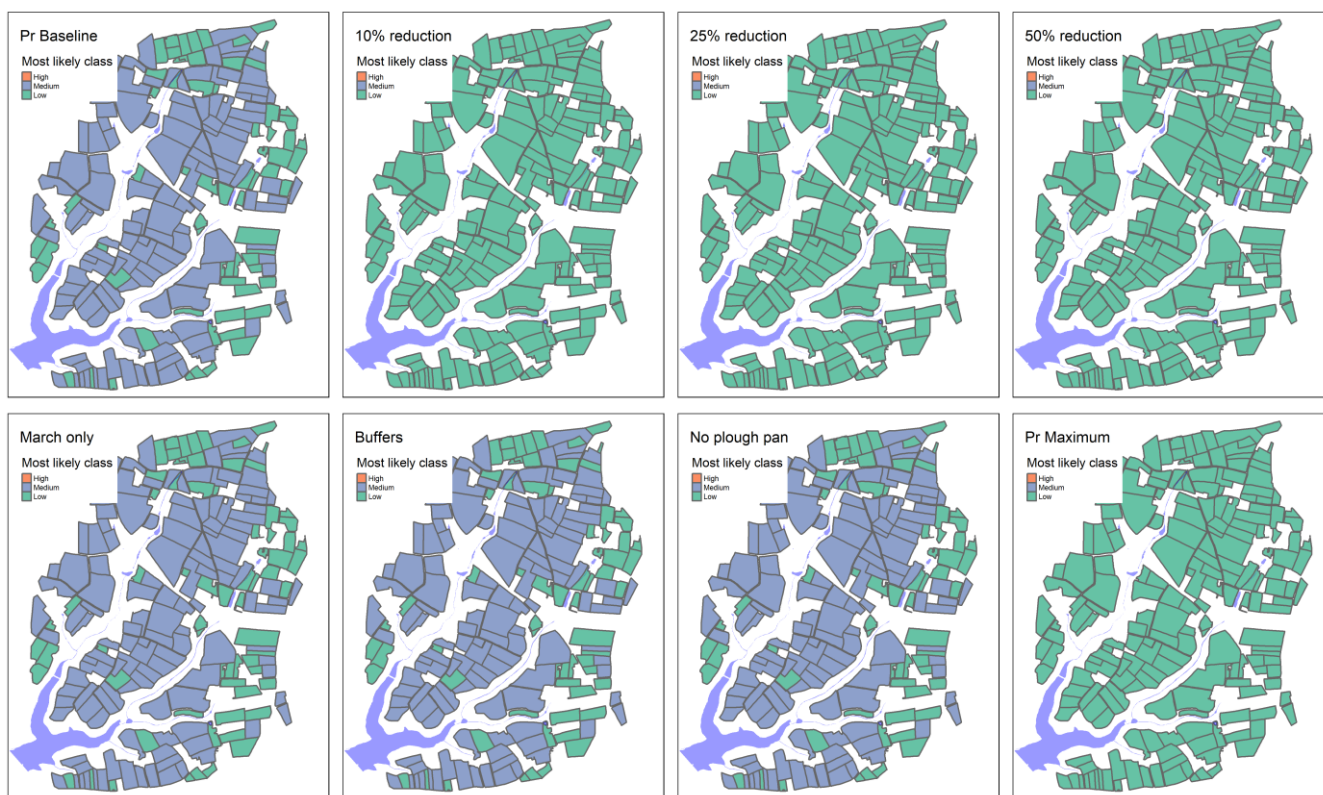 Pr Baseline
Most likely class
High
Medium
Low
10% reduction
Most likely class
High
Medium
Low
25% reduction
Most likely class
High
Medium
Low
50% reduction
Most likely class
High
Medium
Low
March only
Most likely class
High
Medium
Low
Buffers
Most likely class
High
Medium
Low
No plough pan
Most likely class
High
Medium
Low
Pr Maximum
Most likely class
High
Medium
Low